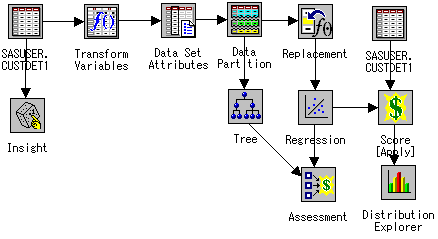 SASUSER.
CUSTDET1
Transform
Variables
Data Set
Attributes
Data
Partition
Replacement
SASUSER.
CUSTDET1
Insight
Tree
Regression
Score
[Apply]
Assessment
Distribution
Explorer